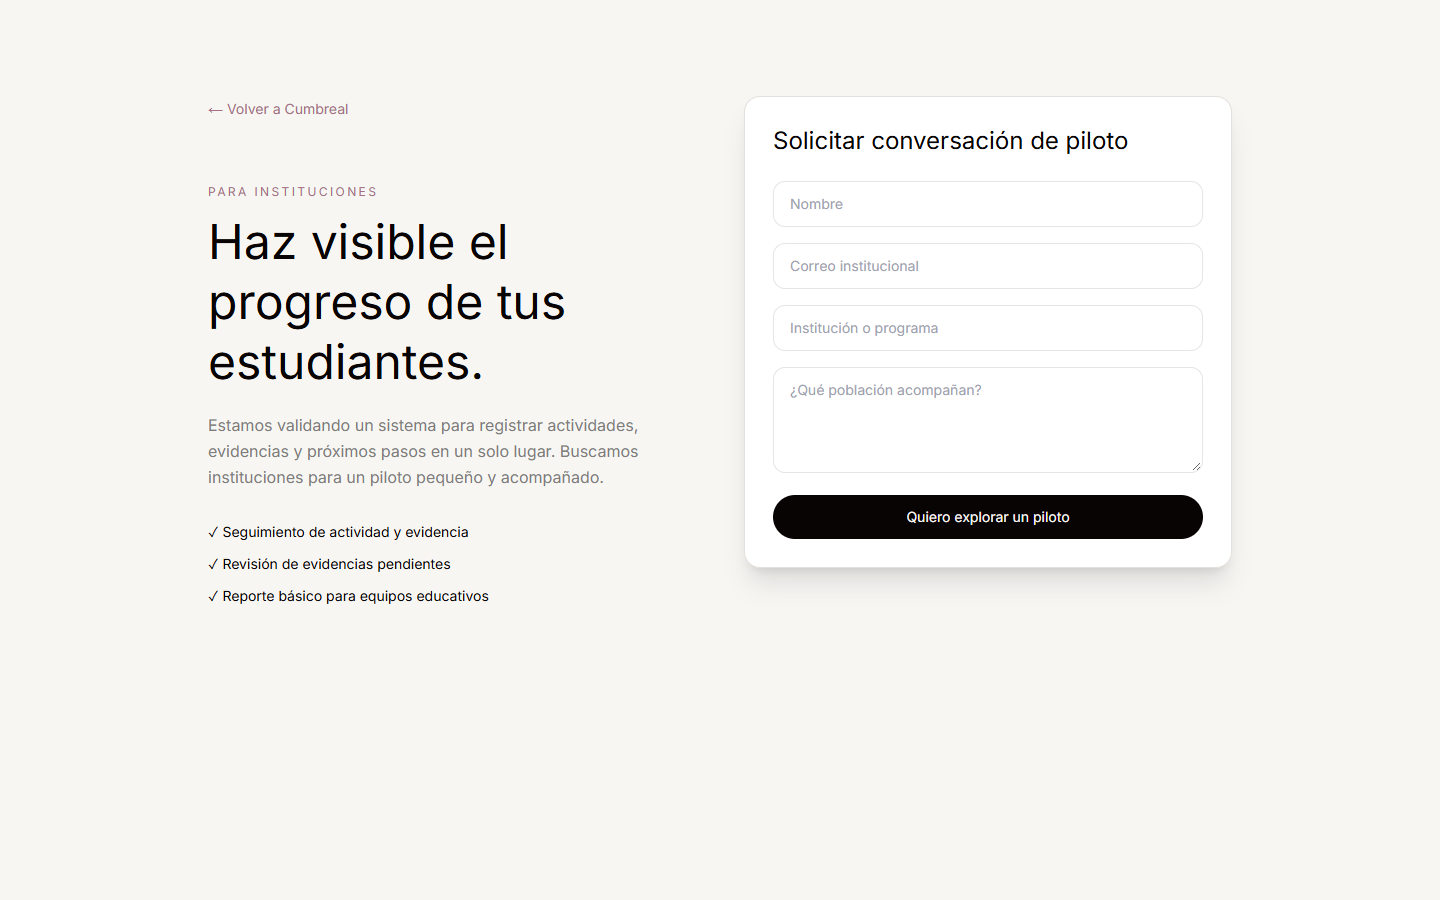 ← Volver a Cumbreal
PARA INSTITUCIONES
Haz visible el
progreso de tus
estudiantes.
Estamos validando un sistema para registrar actividades,
evidencias y próximos pasos en un solo lugar. Buscamos
instituciones para un piloto pequeño y acompañado.
✓ Seguimiento de actividad y evidencia
✓ Revisión de evidencias pendientes
✓ Reporte básico para equipos educativos
Solicitar conversación de piloto
Nombre
Correo institucional
Institución o programa
¿Qué población acompañan?
Quiero explorar un piloto